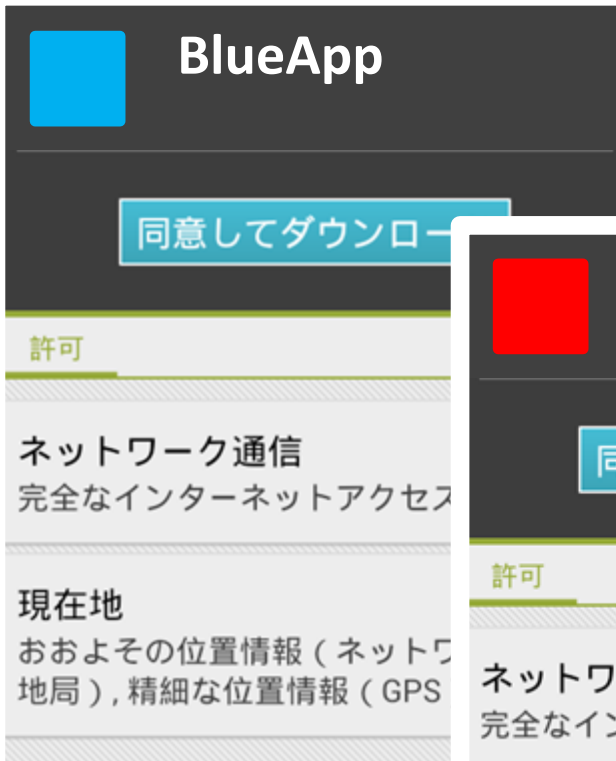 BlueApp
同意してダウンロー
許可
ネットワーク通信
完全なインターネットアクセス
現在地
おおよその位置情報 ( ネットワ
地局 ) , 精細な位置情報 ( GPS
許可
ネットワ
完全なイン